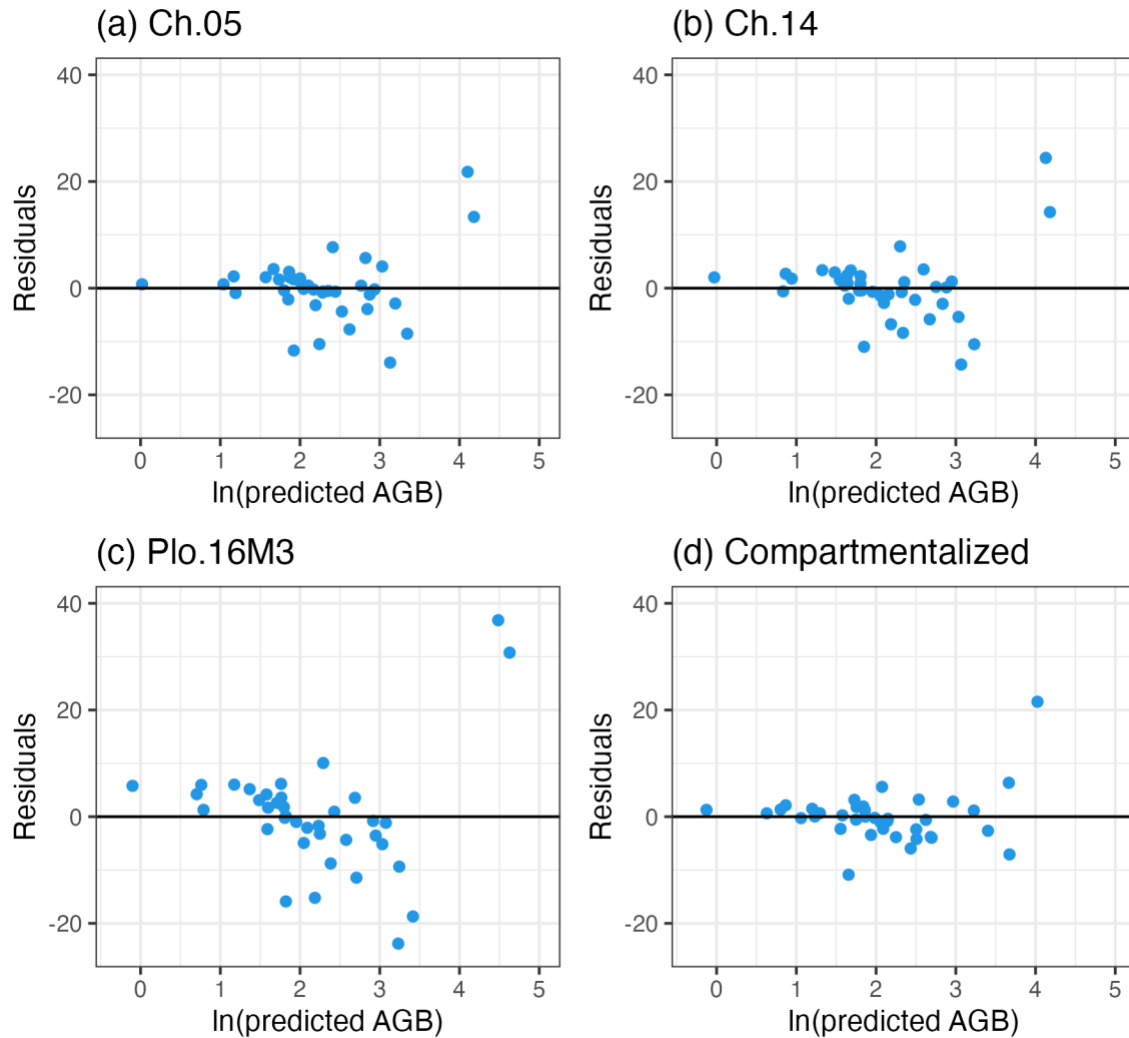 (a) Ch.05
40
20
0
-20
Residuals
0 1 2 3 4 5
ln(predicted AGB)
(b) Ch.14
40
20
0
-20
Residuals
0 1 2 3 4 5
ln(predicted AGB)
(c) Plo.16M3
40
20
0
-20
Residuals
0 1 2 3 4 5
ln(predicted AGB)
(d) Compartmentalized
40
20
0
-20
Residuals
0 1 2 3 4 5
ln(predicted AGB)